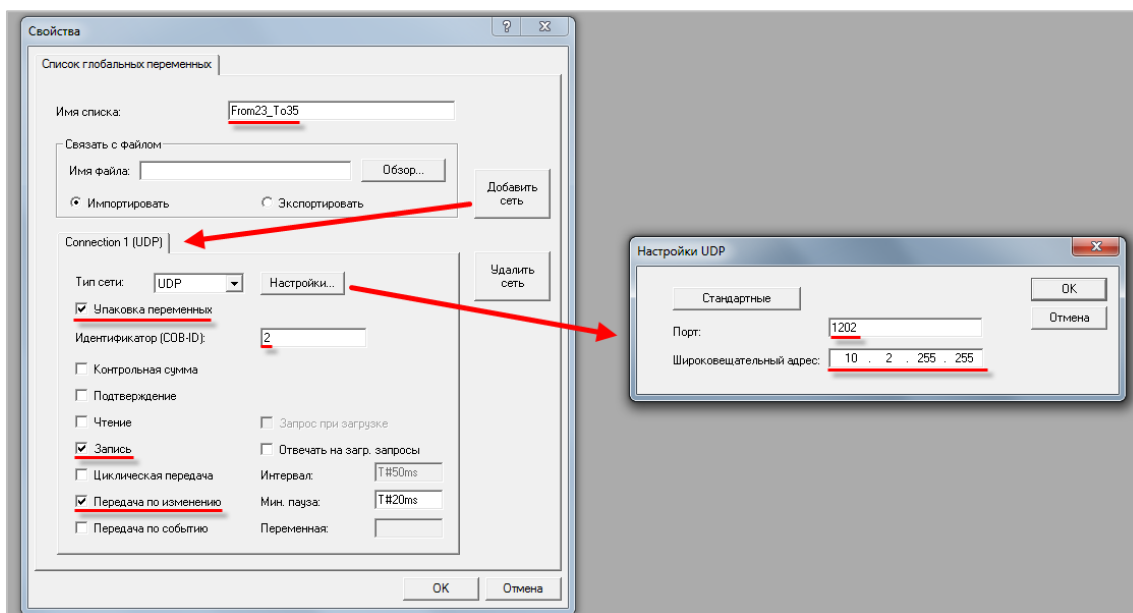 Свойства
Список глобальных переменных
Имя списка: From23_To35
Связать с файлом
Имя файла: Обзор...
Импортировать Экспортировать
Добавить сеть
Connection 1 (UDP)
Удалить сеть
Тип сети: UDP Настройки...
Упаковка переменных
Идентификатор (COB-ID): 2
Контрольная сумма
Подтверждение
Чтение Запрос при загрузке
Запись Отвечать на загр. запросы
Циклическая передача Интервал: T#50ms
Передача по изменению Мин. пауза: T#20ms
Передача по событию Переменная:
OK Отмена
Настройки UDP
Стандартные OK
Отмена
Порт: 1202
Широковещательный адрес: 10 . 2 . 255 . 255